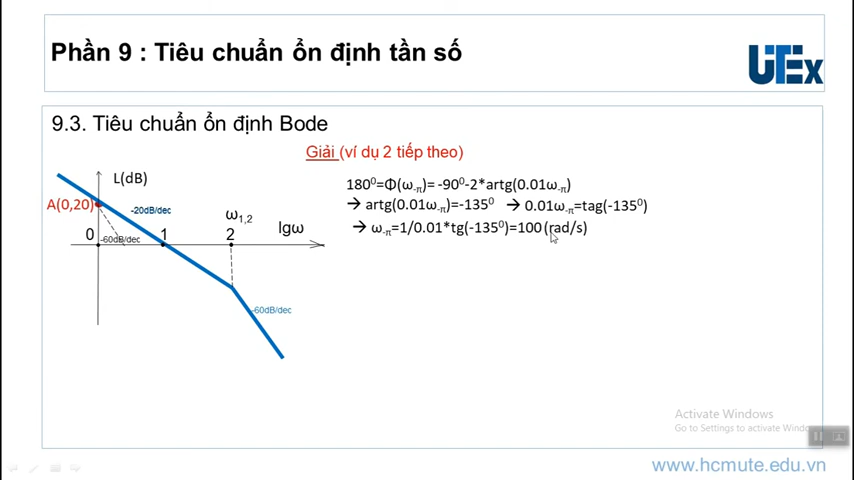 Phần 9 : Tiêu chuẩn ổn định tần số
UTEx
9.3. Tiêu chuẩn ổn định Bode
Giải (ví dụ 2 tiếp theo)
L(dB)
A(0,20)
-20dB/dec
ω₁,₂
lgω
0
-60dB/dec
1
2
-60dB/dec
180⁰=Φ(ω-π)= -90⁰-2*artg(0.01ω-π)
→ artg(0.01ω-π)=-135⁰ → 0.01ω-π=tag(-135⁰)
→ ω-π=1/0.01*tg(-135⁰)=100 (rad/s)
Activate Windows
Go to Settings to activate Windo
www.hcmute.edu.vn